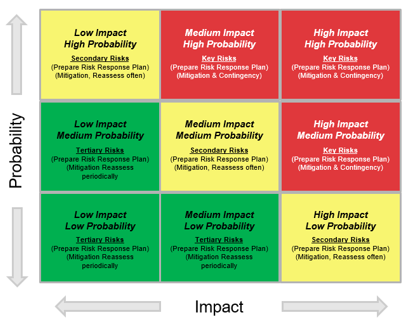 Low Impact
High Probability
Secondary Risks
(Prepare Risk Response Plan)
(Mitigation, Reassess often)
Medium Impact
High Probability
Key Risks
(Prepare Risk Response Plan)
(Mitigation & Contingency)
High Impact
High Probability
Key Risks
(Prepare Risk Response Plan)
(Mitigation & Contingency)
Probability
Low Impact
Medium Probability
Tertiary Risks
(Prepare Risk Response Plan)
(Mitigation Reassess
periodically
Medium Impact
Medium Probability
Secondary Risks
(Prepare Risk Response Plan)
(Mitigation, Reassess often)
High Impact
Medium Probability
Key Risks
(Prepare Risk Response Plan)
(Mitigation & Contingency)
Low Impact
Low Probability
Tertiary Risks
(Prepare Risk Response Plan)
(Mitigation Reassess
periodically
Medium Impact
Low Probability
Tertiary Risks
(Prepare Risk Response Plan)
(Mitigation Reassess
periodically)
High Impact
Low Probability
Secondary Risks
(Prepare Risk Response Plan)
(Mitigation, Reassess often)
Impact